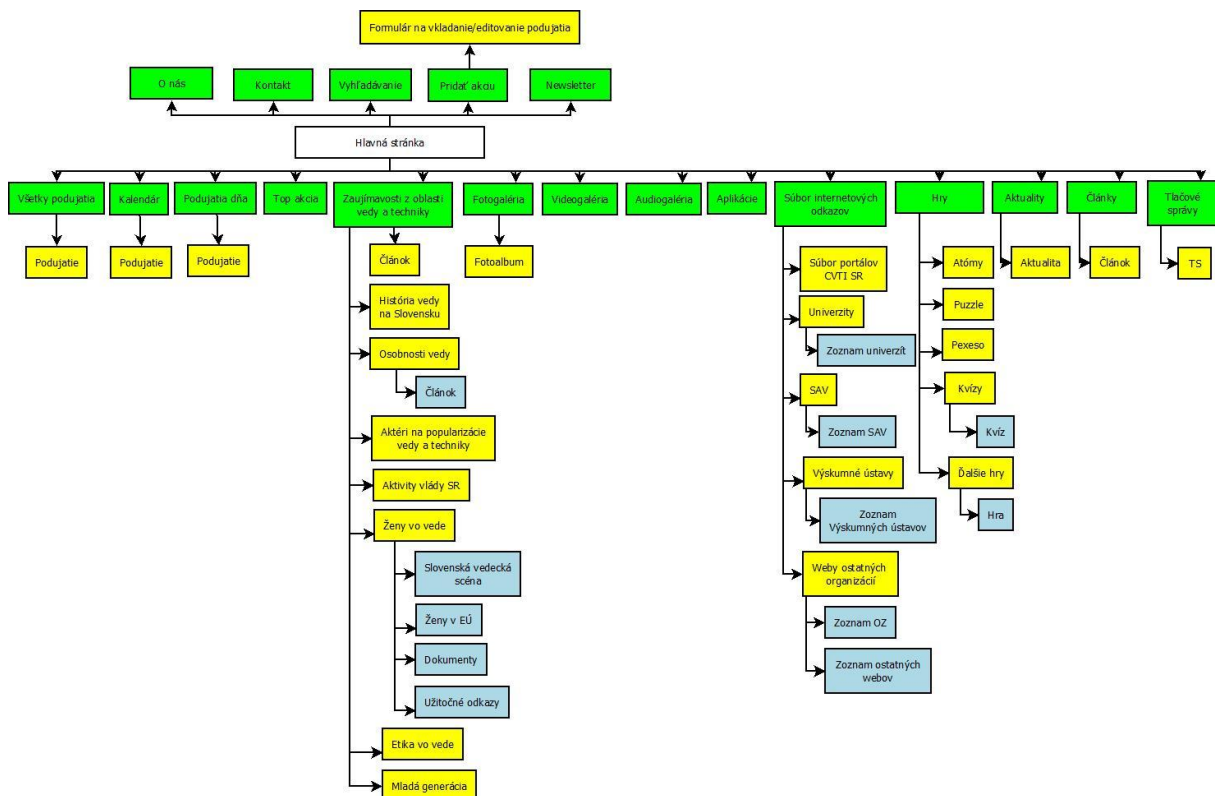 Formulár na vkladanie/editovanie podujatia
O nás
Kontakt
Vyhľadávanie
Pridať akciu
Newsletter
Hlavná stránka
Všetky podujatia
Kalendár
Podujatia dňa
Top akcia
Zaujímavosti z oblasti
vedy a techniky
Fotogaléria
Videogaléria
Audiogaléria
Aplikácie
Súbor internetových
odkazov
Hry
Aktuality
Články
Tlačové
správy
Podujatie
Podujatie
Podujatie
Článok
História vedy
na Slovensku
Osobnosti vedy
Článok
Aktéri na popularizácie
vedy a techniky
Aktivity vlády SR
Ženy vo vede
Slovenská vedecká
scéna
Ženy v EÚ
Dokumenty
Užitočné odkazy
Etika vo vede
Mladá generácia
Fotoalbum
Súbor portálov
CVTI SR
Univerzity
Zoznam univerzít
SAV
Zoznam SAV
Výskumné ústavy
Zoznam
Výskumných ústavov
Weby ostatných
organizácií
Zoznam OZ
Zoznam ostatných
webov
Atómy
Puzzle
Pexeso
Kvízy
Kvíz
Ďalšie hry
Hra
Aktualita
Článok
TS